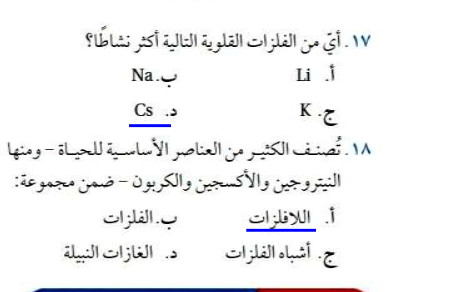 ١٧. أيّ من الفلزات القلوية التالية أكثر نشاطًا؟
أ. Li ب. Na
ج. K د. Cs
١٨. تُصنف الكثير من العناصر الأساسية للحياة – ومنها
النيتروجين والأكسجين والكربون – ضمن مجموعة:
أ. اللافلزات ب. الفلزات
ج. أشباه الفلزات د. الغازات النبيلة